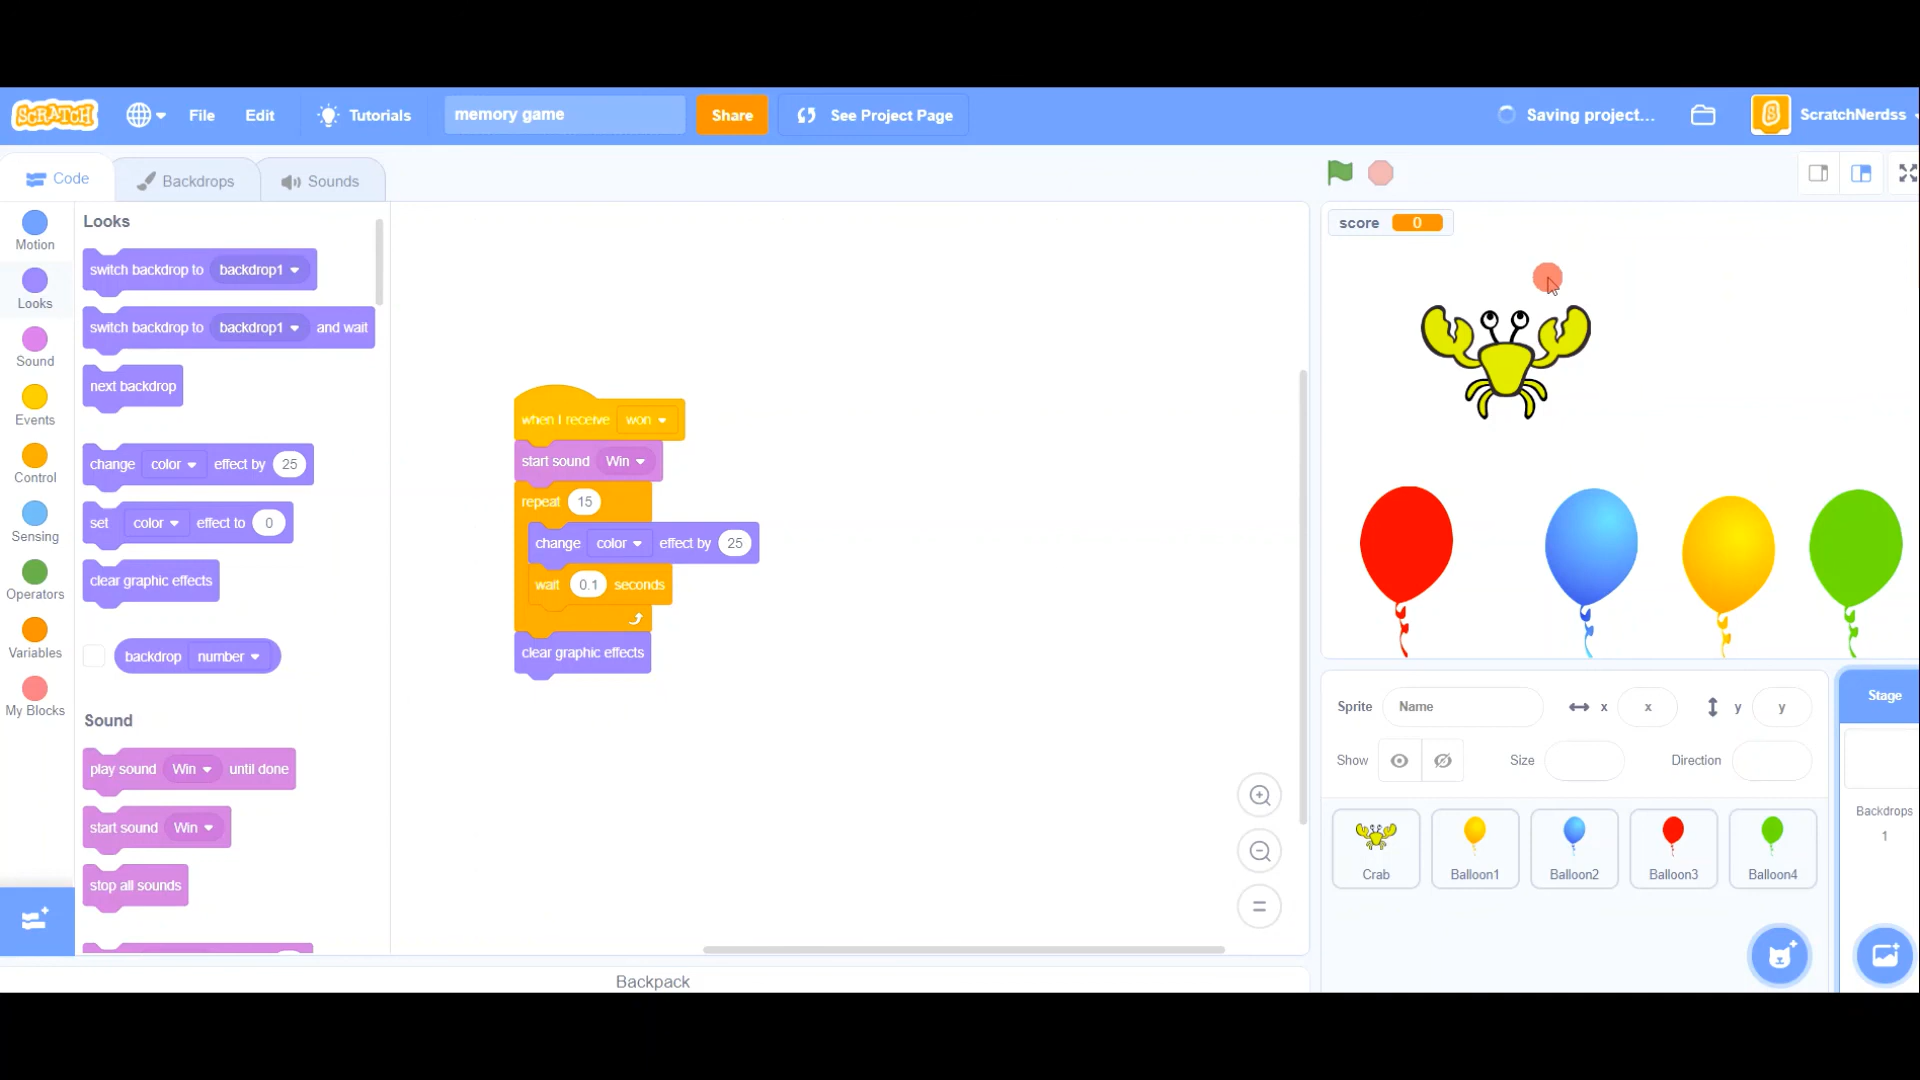 SCRATCH
File
Edit
Tutorials
memory game
Share
See Project Page
Saving project...
ScratchNerdss
Code
Backdrops
Sounds
Motion
Looks
Sound
Events
Control
Sensing
Operators
Variables
My Blocks
Looks
switch backdrop to backdrop1
switch backdrop to backdrop1 and wait
next backdrop
change color effect by 25
set color effect to 0
clear graphic effects
backdrop number
Sound
play sound Win until done
start sound Win
stop all sounds
when I receive won
start sound Win
repeat 15
change color effect by 25
wait 0.1 seconds
clear graphic effects
Backpack
score 0
Sprite Name x x y y
Show Size Direction
Crab
Balloon1
Balloon2
Balloon3
Balloon4
Stage
Backdrops
1